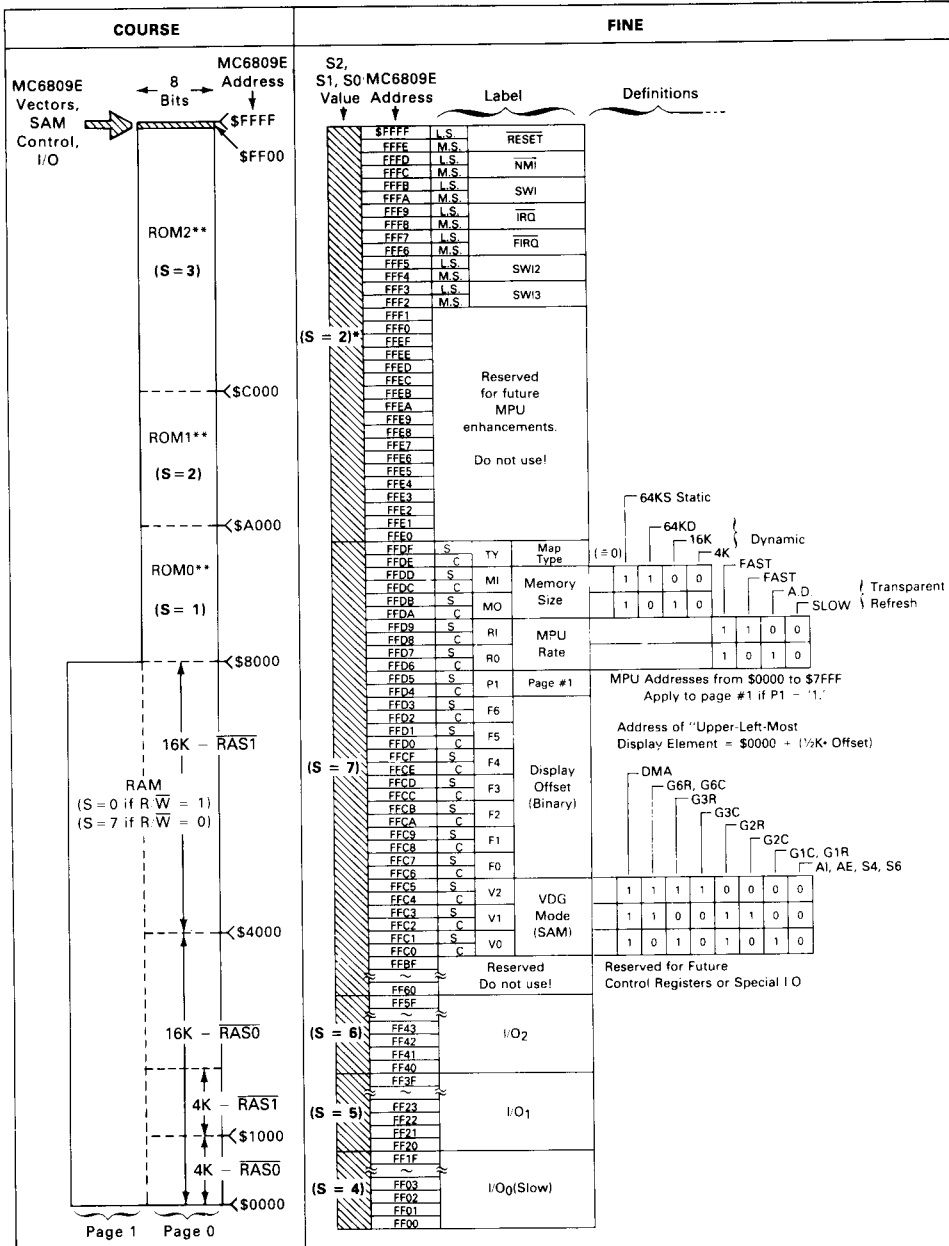 COURSE
FINE
MC6809E
Vectors,
SAM
Control,
I/O
8
Bits
MC6809E
Address
$FFFF
$FF00
ROM2**
(S=3)
$C000
ROM1**
(S=2)
$A000
ROM0**
(S=1)
$8000
16K – RAS1
RAM
(S=0 if R/W = 1)
(S=7 if R/W = 0)
$4000
16K – RAS0
4K – RAS1
$1000
4K – RAS0
$0000
Page 1 Page 0
S2,
S1, S0 MC6809E
Value Address
Label
Definitions
$FFFF L.S. RESET
FFFE M.S.
FFFD L.S. NMI
FFFC M.S.
FFFB L.S. SWI
FFFA M.S.
FFF9 L.S. IRQ
FFF8 M.S.
FFF7 L.S. FIRQ
FFF6 M.S.
FFF5 L.S. SWI2
FFF4 M.S.
FFF3 L.S. SWI3
FFF2 M.S.
(S = 2)*
FFF1
FFF0
FFEF
FFEE
FFED
FFEC
FFEB
FFEA
FFE9
FFE8
FFE7
FFE6
FFE5
FFE4
FFE3
FFE2
FFE1
FFE0
Reserved
for future
MPU
enhancements.
Do not use!
64KS Static
64KD
16K
4K
Dynamic
FFDF S TY Map Type (=0)
FFDE C
FFDD S MI Memory Size 1 1 0 0
FFDC C
FFDB S MO 1 0 1 0
FFDA C
FAST
FAST
A.D.
SLOW
Transparent
Refresh
FFD9 S RI MPU Rate 1 1 0 0
FFD8 C
FFD7 S R0 1 0 1 0
FFD6 C
FFD5 S P1 Page #1
FFD4 C
MPU Addresses from $0000 to $7FFF
Apply to page #1 if P1 = '1.'
(S = 7)
FFD3 S F6
FFD2 C
FFD1 S F5
FFD0 C
FFCF S F4
FFCE C
FFCD S F3
FFCC C
FFCB S F2
FFCA C
FFC9 S F1
FFC8 C
FFC7 S F0
FFC6 C
Display
Offset
(Binary)
Address of "Upper-Left-Most
Display Element = $0000 + (½K• Offset)
DMA
G6R, G6C
G3R
G3C
G2R
G2C
G1C, G1R
AI, AE, S4, S6
FFC5 S V2 1 1 1 1 0 0 0 0
FFC4 C
FFC3 S V1 1 1 0 0 1 1 0 0
FFC2 C
FFC1 S V0 1 0 1 0 1 0 1 0
FFC0 C
VDG
Mode
(SAM)
FFBF
~
FF60
Reserved
Do not use!
Reserved for Future
Control Registers or Special I O
(S = 6)
FF5F
~
FF43
FF42
FF41
FF40
I/O2
(S = 5)
FF3F
~
FF23
FF22
FF21
FF20
I/O1
(S = 4)
FF1F
~
FF03
FF02
FF01
FF00
I/O0(Slow)